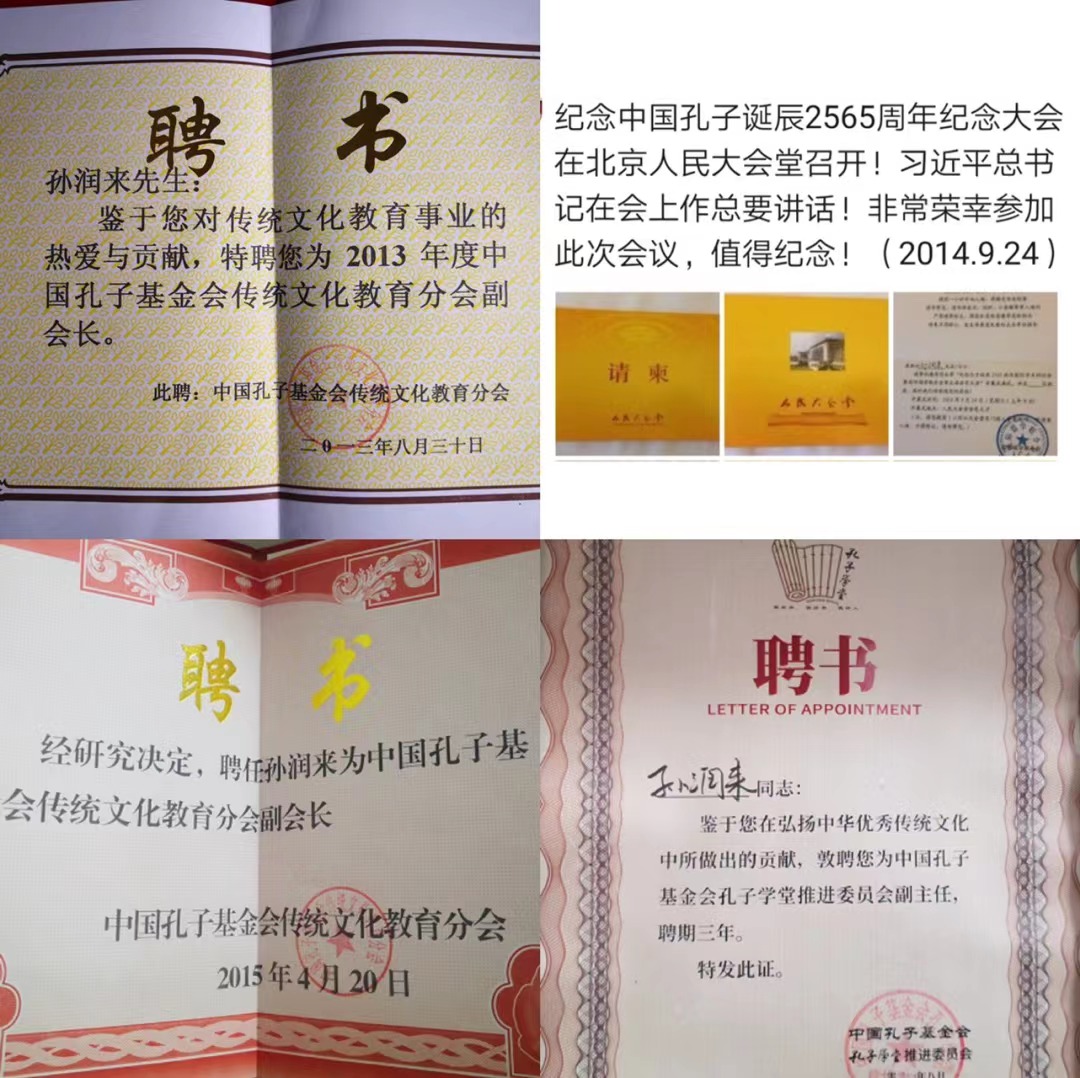 聘 书
孙润来先生：
鉴于您对传统文化教育事业的
热爱与贡献，特聘您为 2013 年度中
国孔子基金会传统文化教育分会副
会长。
此聘：中国孔子基金会传统文化教育分会
二0一三年八月三十日
纪念中国孔子诞辰2565周年纪念大会
在北京人民大会堂召开！习近平总书
记在会上作总要讲话！非常荣幸参加
此次会议，值得纪念！（2014.9.24）
请 柬
人民大会堂
聘 书
经研究决定，聘任孙润来为中国孔子基
会传统文化教育分会副会长
中国孔子基金会传统文化教育分会
2015年4月20日
孔子学堂
聘书
LETTER OF APPOINTMENT
孙润来同志：
鉴于您在弘扬中华优秀传统文化
中所做出的贡献，敦聘您为中国孔子
基金会孔子学堂推进委员会副主任，
聘期三年。
特发此证。
中国孔子基金会
孔子学堂推进委员会